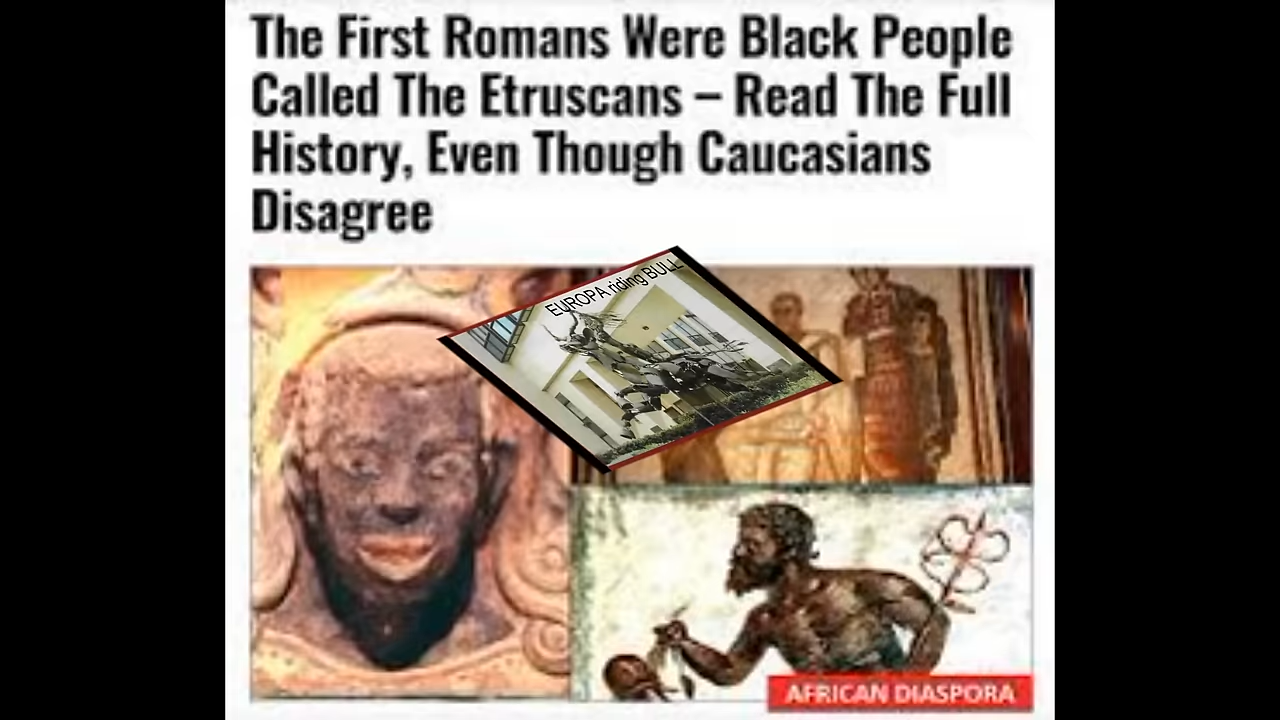 The First Romans Were Black People
Called The Etruscans – Read The Full
History, Even Though Caucasians
Disagree
EUROPA riding BULL
AFRICAN DIASPORA